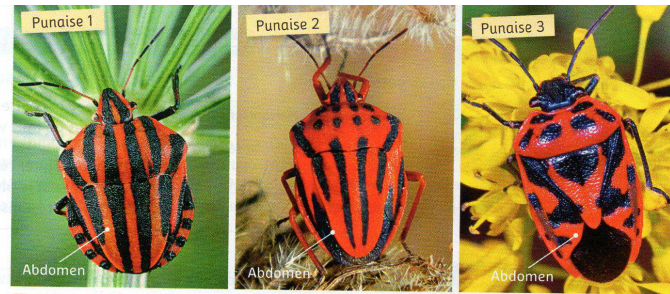 Punaise 1
Abdomen
Punaise 2
Abdomen
Punaise 3
Abdomen